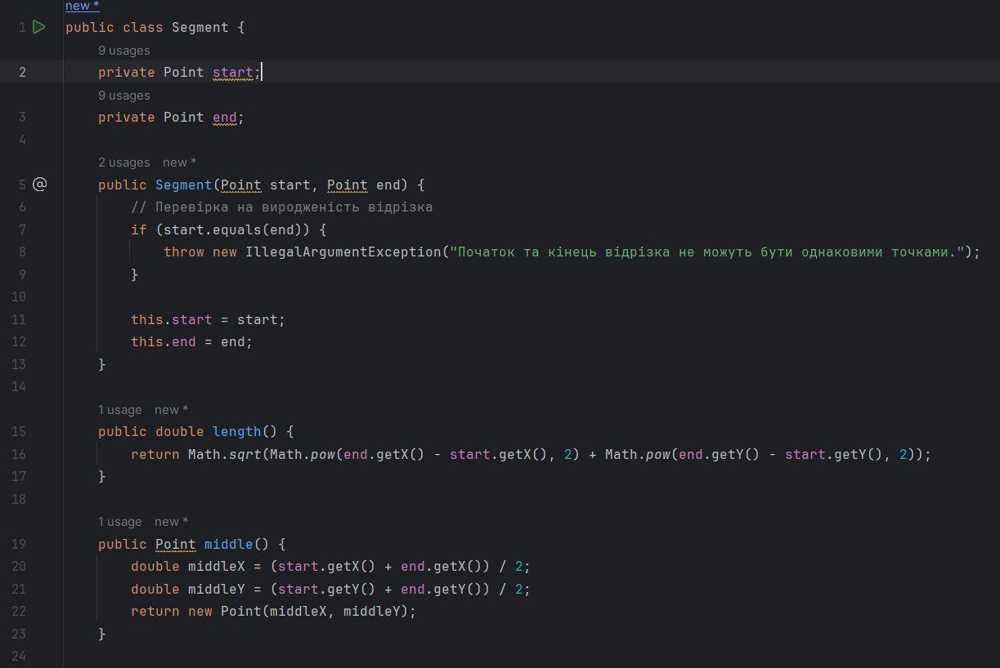 new *
1 public class Segment {
9 usages
2 private Point start;
9 usages
3 private Point end;
4
2 usages new *
5 @ public Segment(Point start, Point end) {
6 // Перевірка на виродженість відрізка
7 if (start.equals(end)) {
8 throw new IllegalArgumentException("Початок та кінець відрізка не можуть бути однаковими точками.");
9 }
10
11 this.start = start;
12 this.end = end;
13 }
14
1 usage new *
15 public double length() {
16 return Math.sqrt(Math.pow(end.getX() - start.getX(), 2) + Math.pow(end.getY() - start.getY(), 2));
17 }
18
1 usage new *
19 public Point middle() {
20 double middleX = (start.getX() + end.getX()) / 2;
21 double middleY = (start.getY() + end.getY()) / 2;
22 return new Point(middleX, middleY);
23 }
24